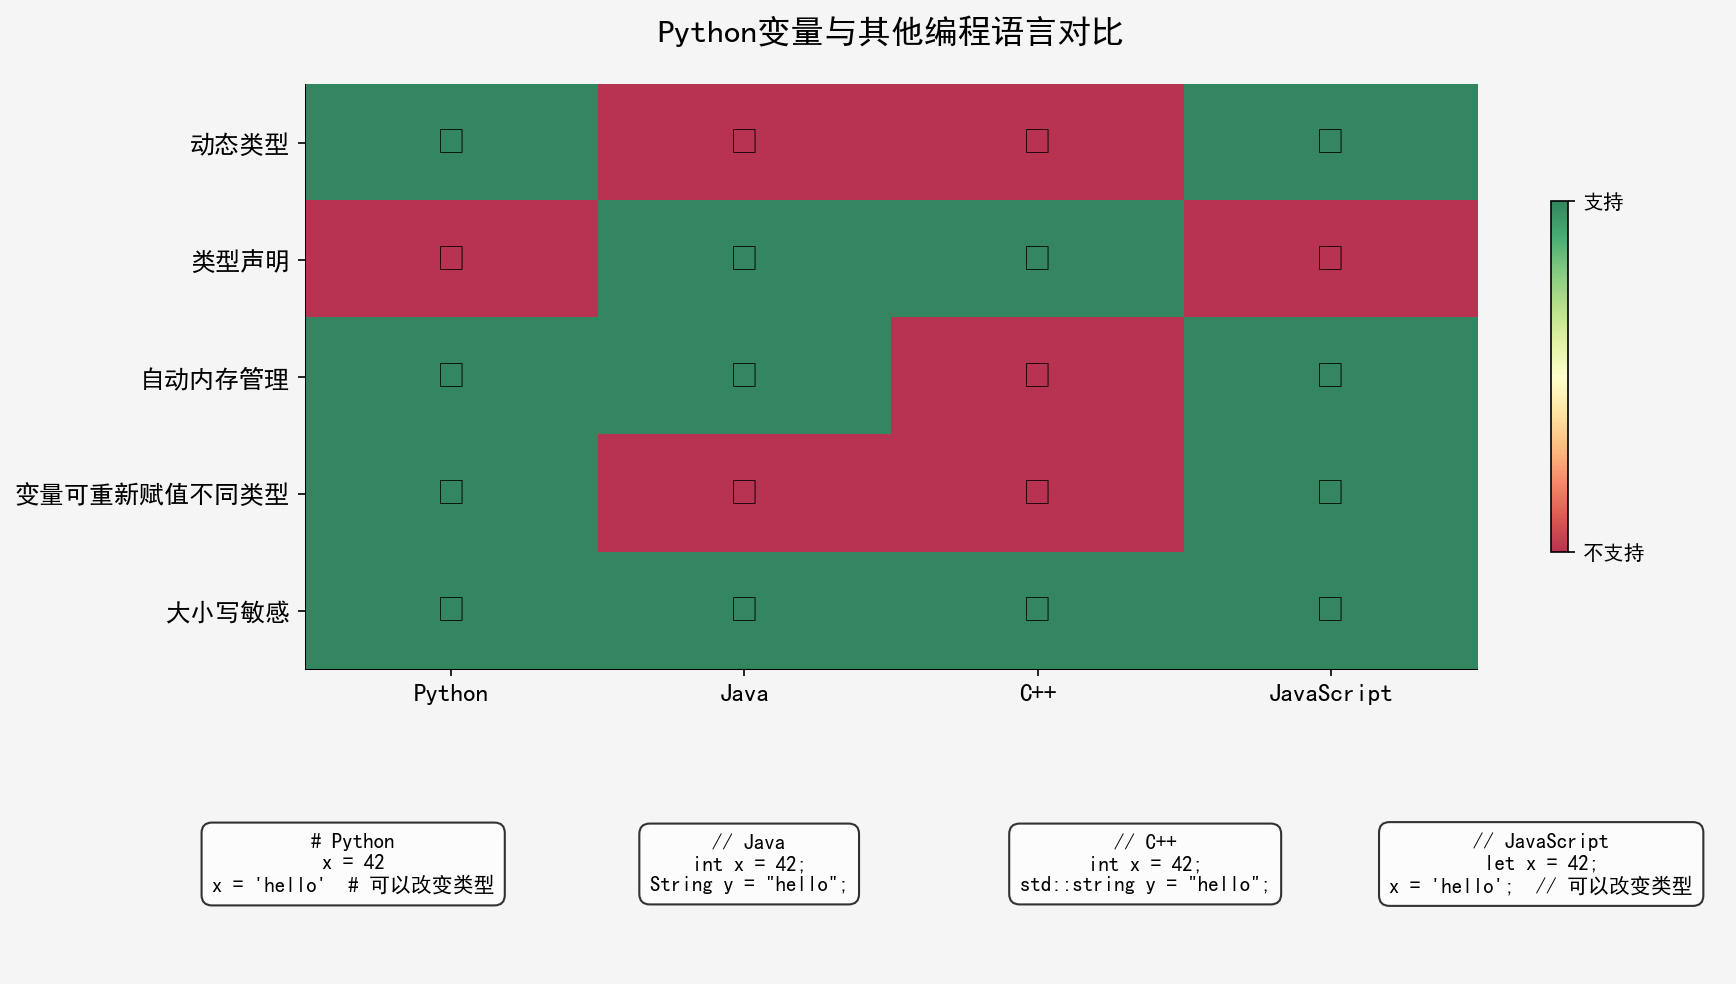 Python变量与其他编程语言对比
动态类型
类型声明
自动内存管理
变量可重新赋值不同类型
大小写敏感
Python
Java
C++
JavaScript
支持
不支持
# Python
x = 42
x = 'hello'  # 可以改变类型
// Java
int x = 42;
String y = "hello";
// C++
int x = 42;
std::string y = "hello";
// JavaScript
let x = 42;
x = 'hello';  // 可以改变类型